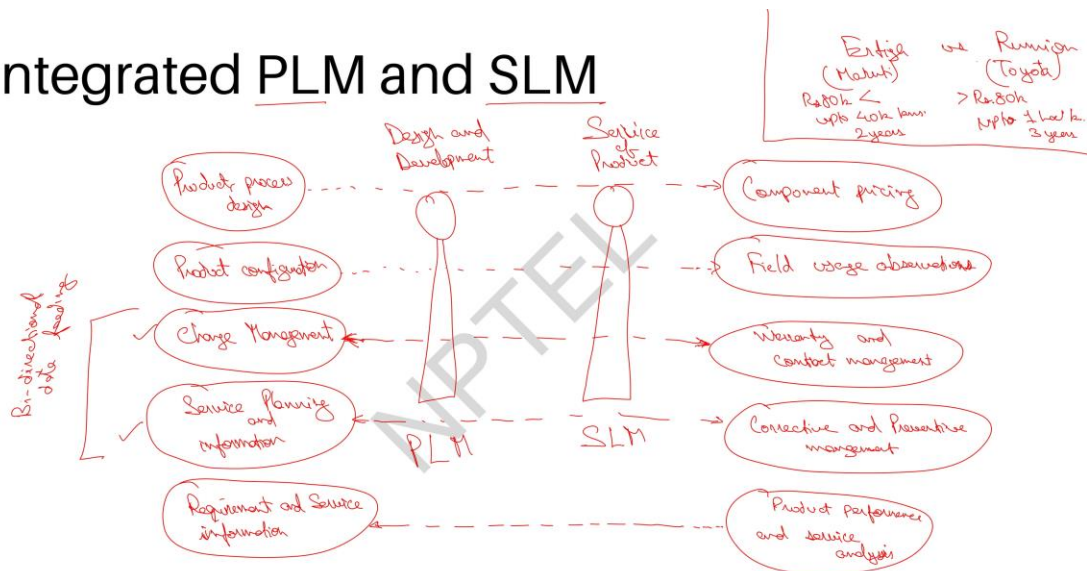 ntegrated PLM and SLM
Ertiga vs Rumion
(Maruti) (Toyota)
Rs.80k < > Rs.80k
upto 40k kms upto 1
2 years 3 years
Design and
Development
Service
of
Product
Product, process
design
Component pricing
Product configuration
Field usage observations
Bi-directional
data feeding
Change Mangement
Warranty and
contract management
Service Planning
and
information
Corrective and Preventive
mangement
PLM
SLM
Requirement and Service
information
Product performance
and service
analysis
NPTEL